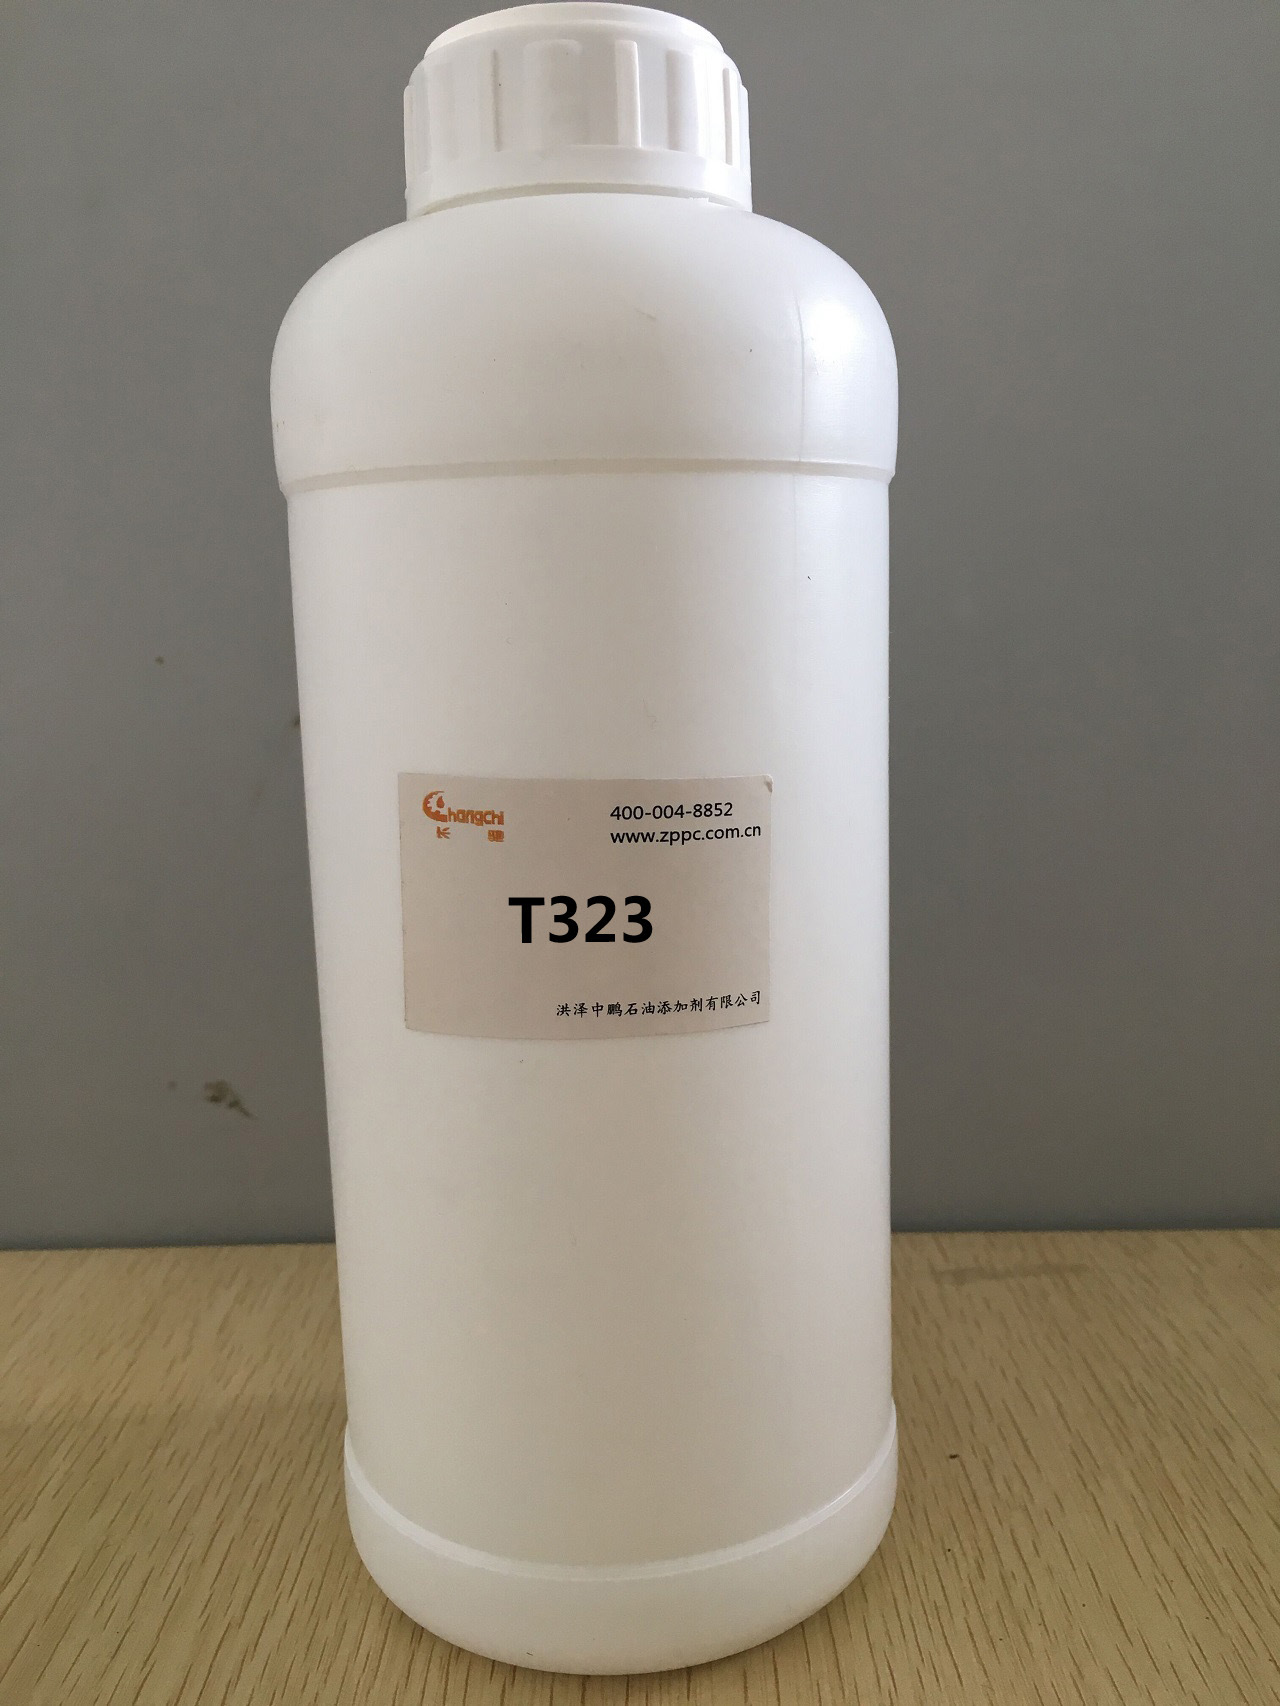 Changchi
长 驰
400-004-8852
www.zppc.com.cn
T323
洪泽中鹏石油添加剂有限公司